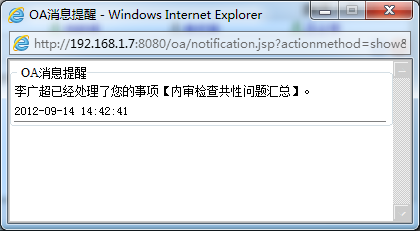 OA消息提醒 - Windows Internet Explorer
http://192.168.1.7:8080/oa/notification.jsp?actionmethod=show8
OA消息提醒
李广超已经处理了您的事项【内审检查共性问题汇总】。
2012-09-14 14:42:41